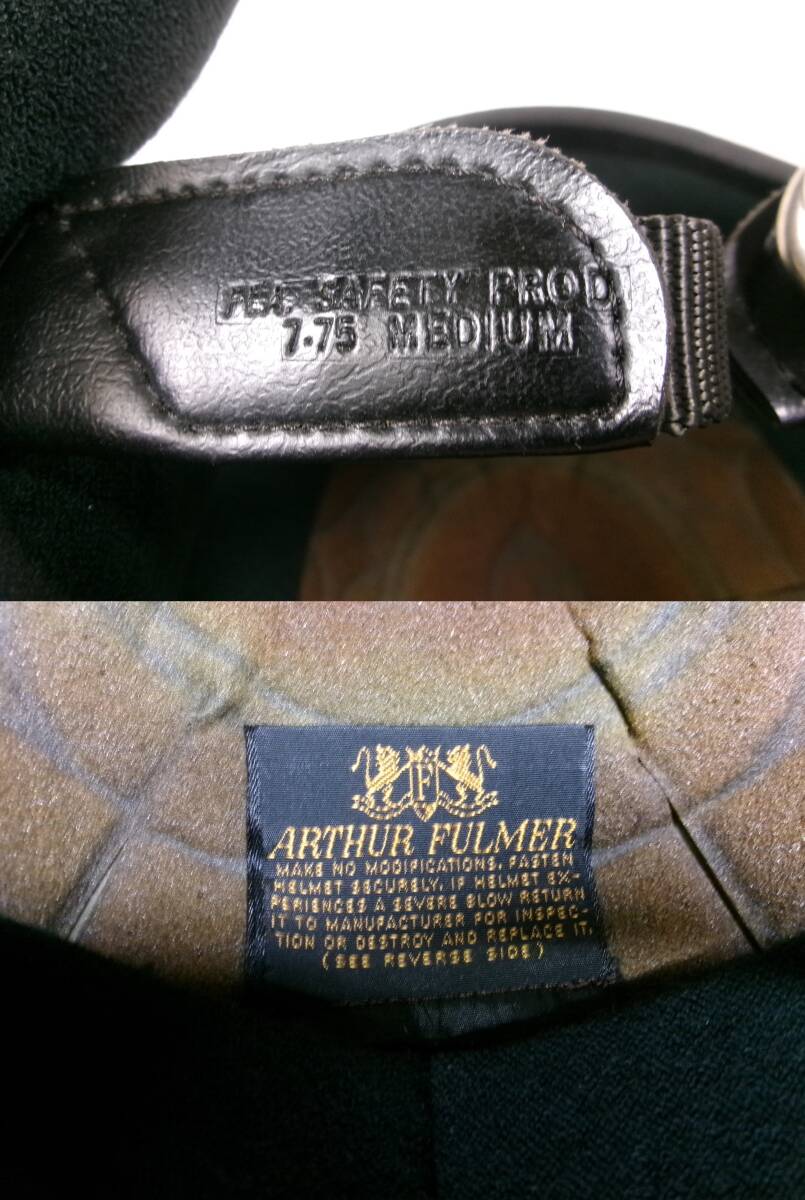 SAFETY PROD
7.75 MEDIUM
F
ARTHUR FULMER
MAKE NO MODIFICATIONS. FASTEN
HELMET SECURELY. IF HELMET EX-
PERIENCES A SEVERE BLOW RETURN
IT TO MANUFACTURER FOR INSPEC-
TION OR DESTROY AND REPLACE IT.
(SEE REVERSE SIDE)